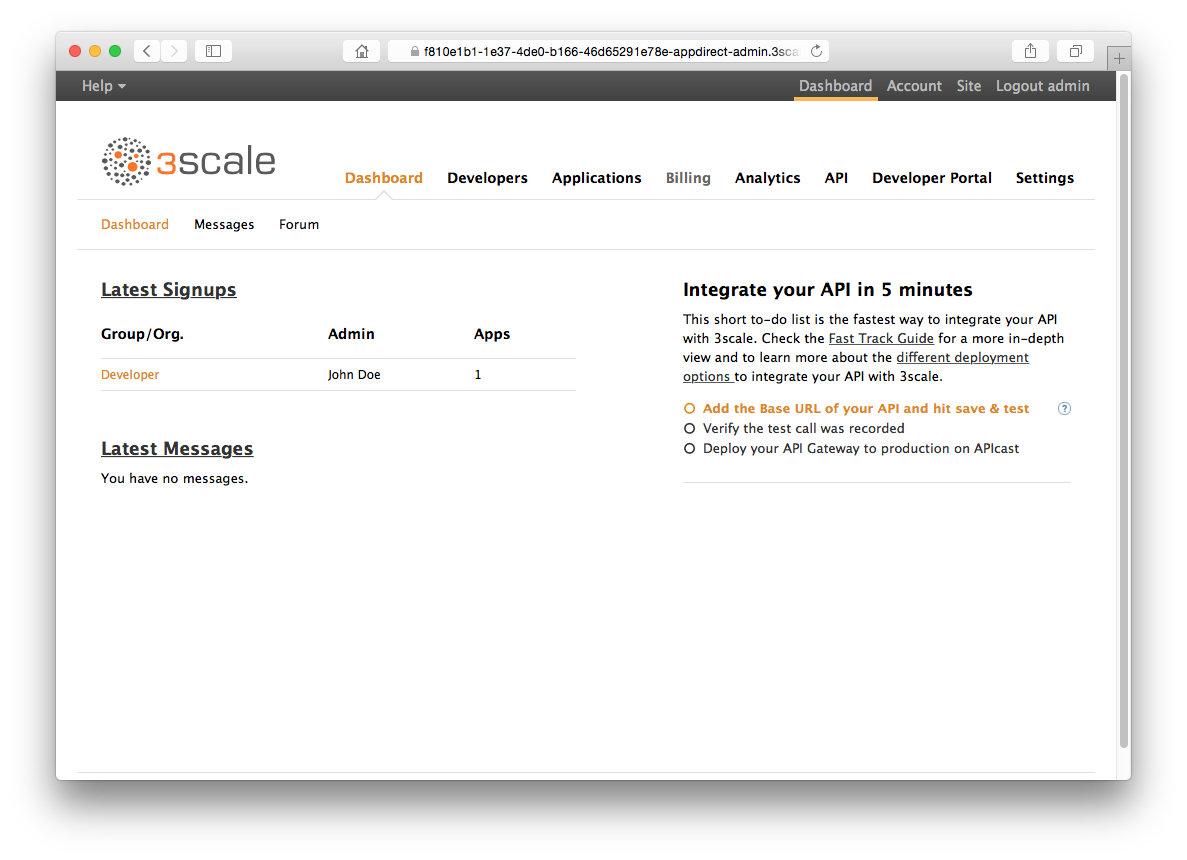 f810e1b1-1e37-4de0-b166-46d65291e78e-appdirect-admin.3sca
Help Dashboard Account Site Logout admin
3scale
Dashboard Developers Applications Billing Analytics API Developer Portal Settings
Dashboard Messages Forum
Latest Signups
Group/Org. Admin Apps
Developer John Doe 1
Latest Messages
You have no messages.
Integrate your API in 5 minutes
This short to-do list is the fastest way to integrate your API
with 3scale. Check the Fast Track Guide for a more in-depth
view and to learn more about the different deployment
options to integrate your API with 3scale.
Add the Base URL of your API and hit save & test ?
Verify the test call was recorded
Deploy your API Gateway to production on APIcast